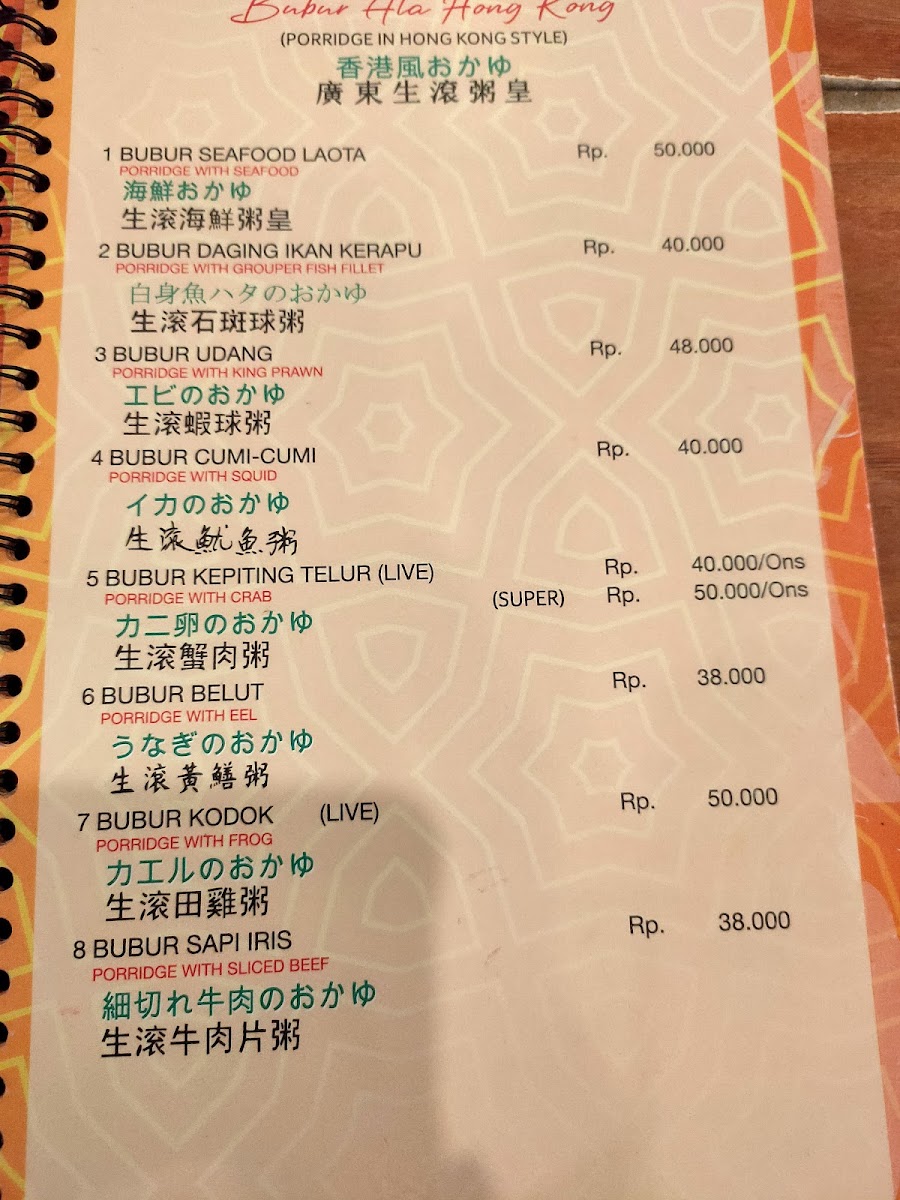 Bubur Ala Hong Kong
(PORRIDGE IN HONG KONG STYLE)
香港風おかゆ
廣東生滾粥皇
1 BUBUR SEAFOOD LAOTA Rp. 50.000
PORRIDGE WITH SEAFOOD
海鮮おかゆ
生滚海鮮粥皇
2 BUBUR DAGING IKAN KERAPU Rp. 40.000
PORRIDGE WITH GROUPER FISH FILLET
白身魚ハタのおかゆ
生滚石斑球粥
3 BUBUR UDANG Rp. 48.000
PORRIDGE WITH KING PRAWN
エビのおかゆ
生滚蝦球粥
4 BUBUR CUMI-CUMI Rp. 40.000
PORRIDGE WITH SQUID
イカのおかゆ
生滚魷魚粥
5 BUBUR KEPITING TELUR (LIVE) Rp. 40.000/Ons
PORRIDGE WITH CRAB (SUPER) Rp. 50.000/Ons
カニ卵のおかゆ
生滚蟹肉粥
6 BUBUR BELUT Rp. 38.000
PORRIDGE WITH EEL
うなぎのおかゆ
生滚黃鱔粥
7 BUBUR KODOK (LIVE) Rp. 50.000
PORRIDGE WITH FROG
カエルのおかゆ
生滚田雞粥
8 BUBUR SAPI IRIS Rp. 38.000
PORRIDGE WITH SLICED BEEF
細切れ牛肉のおかゆ
生滚牛肉片粥